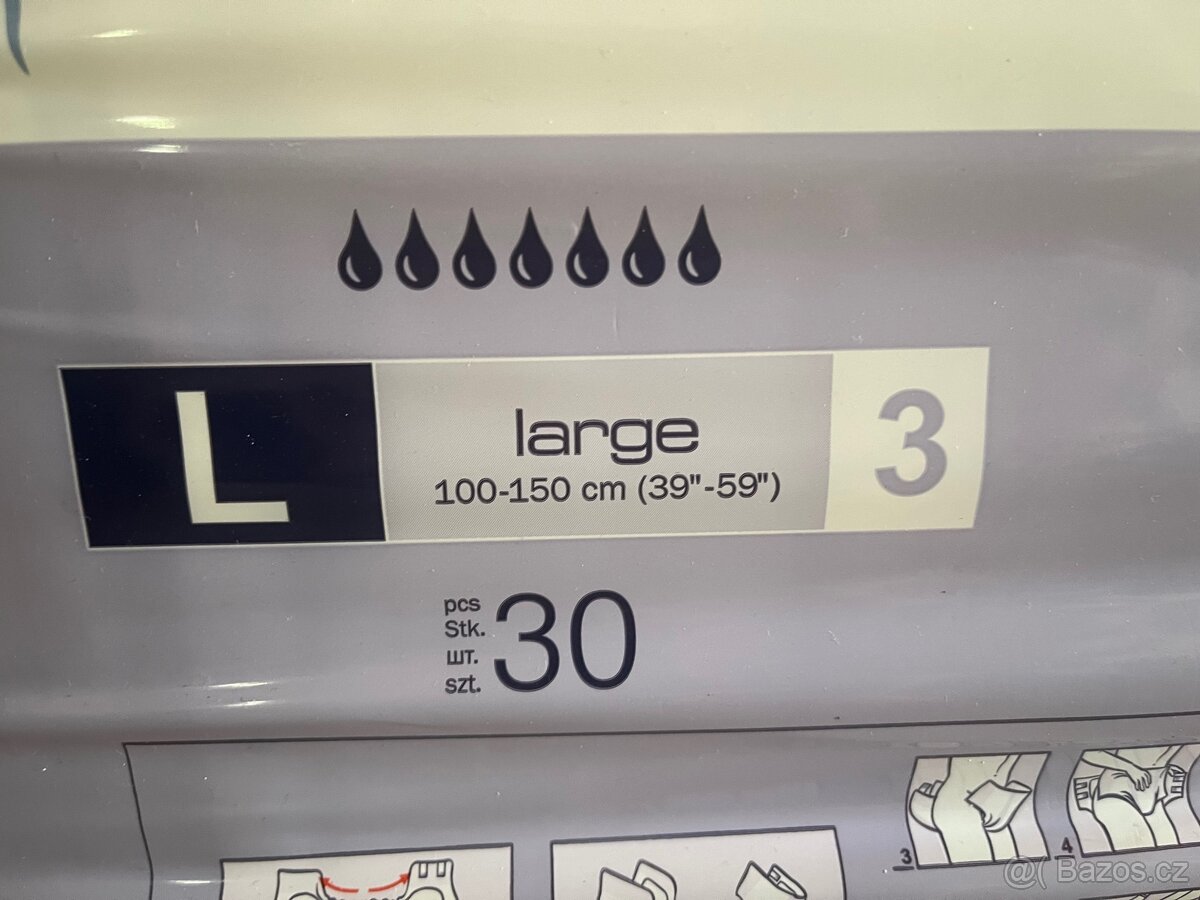 L
large
100-150 cm (39"-59")
3
pcs
Stk.
шт.
szt.
30
3
4
@( Bazos.cz